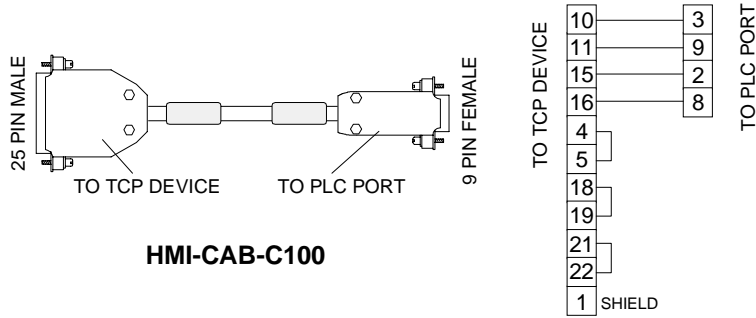 25 PIN MALE
TO TCP DEVICE
TO PLC PORT
9 PIN FEMALE
HMI-CAB-C100
TO TCP DEVICE
10 3
11 9
15 2
16 8
4
5
18
19
21
22
1 SHIELD
TO PLC PORT